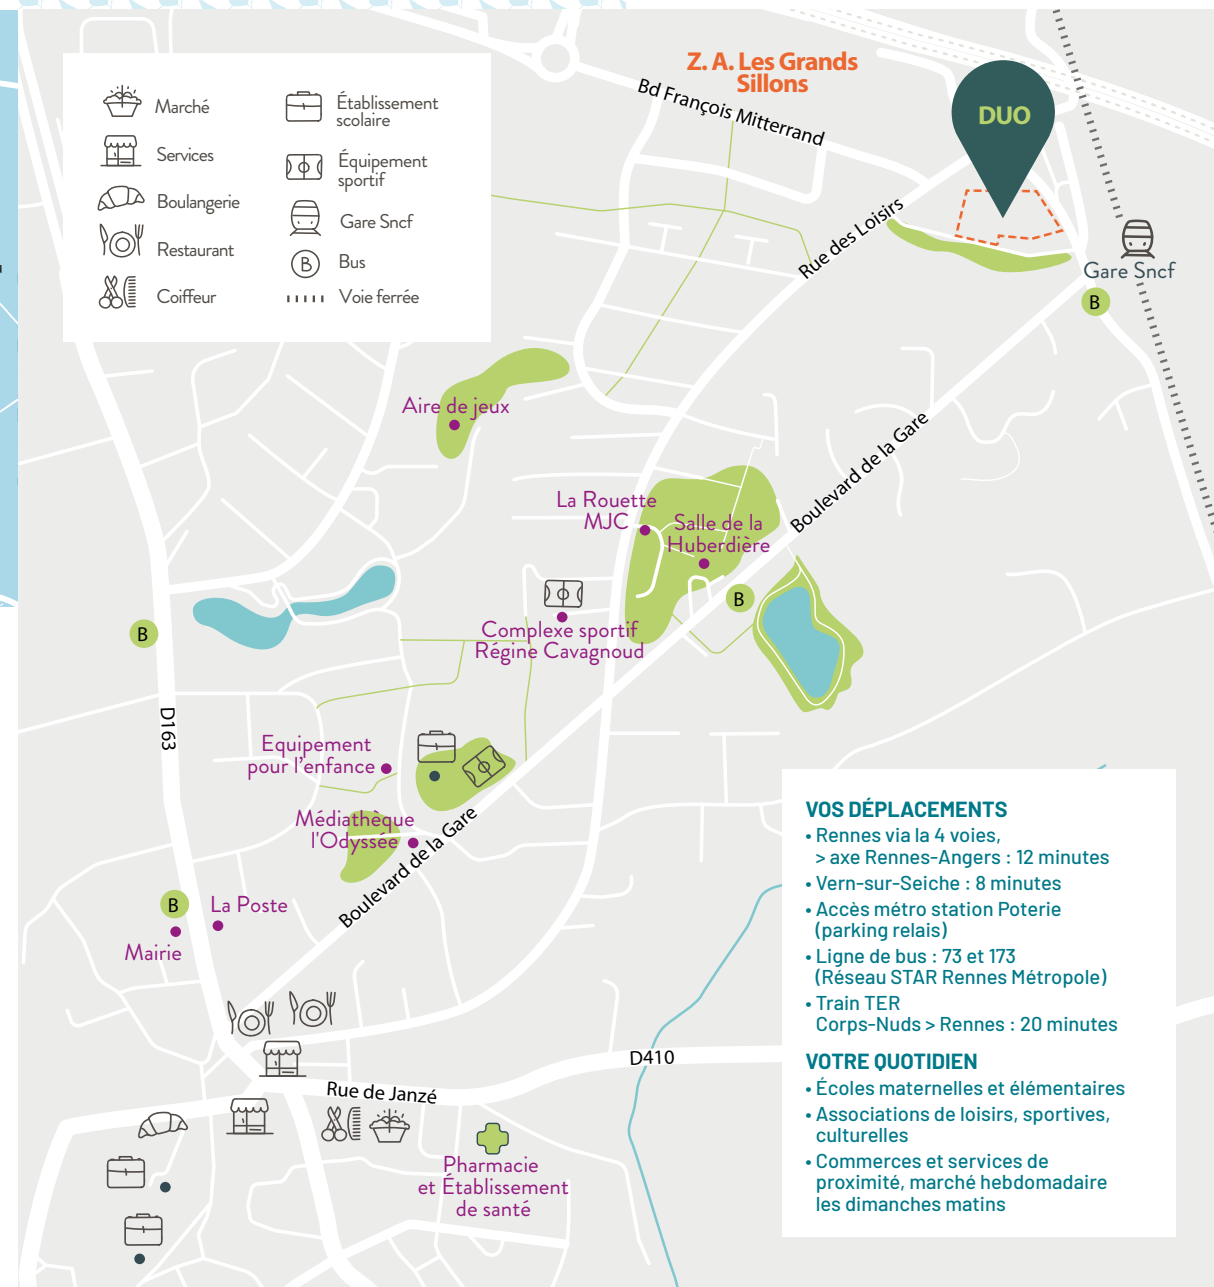 Marché
Services
Boulangerie
Restaurant
Coiffeur
Établissement
scolaire
Équipement
sportif
Gare Sncf
B
Bus
Voie ferrée
Z. A. Les Grands
Sillons
Bd François Mitterrand
DUO
Rue des Loisirs
Gare Sncf
B
Aire de jeux
Boulevard de la Gare
La Rouette
MJC
Salle de la
Huberdière
B
Complexe sportif
Régine Cavagnoud
B
D163
Equipement
pour l'enfance
Médiathèque
l'Odyssée
Boulevard de la Gare
B
La Poste
Mairie
D410
Rue de Janzé
Pharmacie
et Établissement
de santé
VOS DÉPLACEMENTS
• Rennes via la 4 voies,
> axe Rennes-Angers : 12 minutes
• Vern-sur-Seiche : 8 minutes
• Accès métro station Poterie
(parking relais)
• Ligne de bus : 73 et 173
(Réseau STAR Rennes Métropole)
• Train TER
Corps-Nuds > Rennes : 20 minutes
VOTRE QUOTIDIEN
• Écoles maternelles et élémentaires
• Associations de loisirs, sportives,
culturelles
• Commerces et services de
proximité, marché hebdomadaire
les dimanches matins